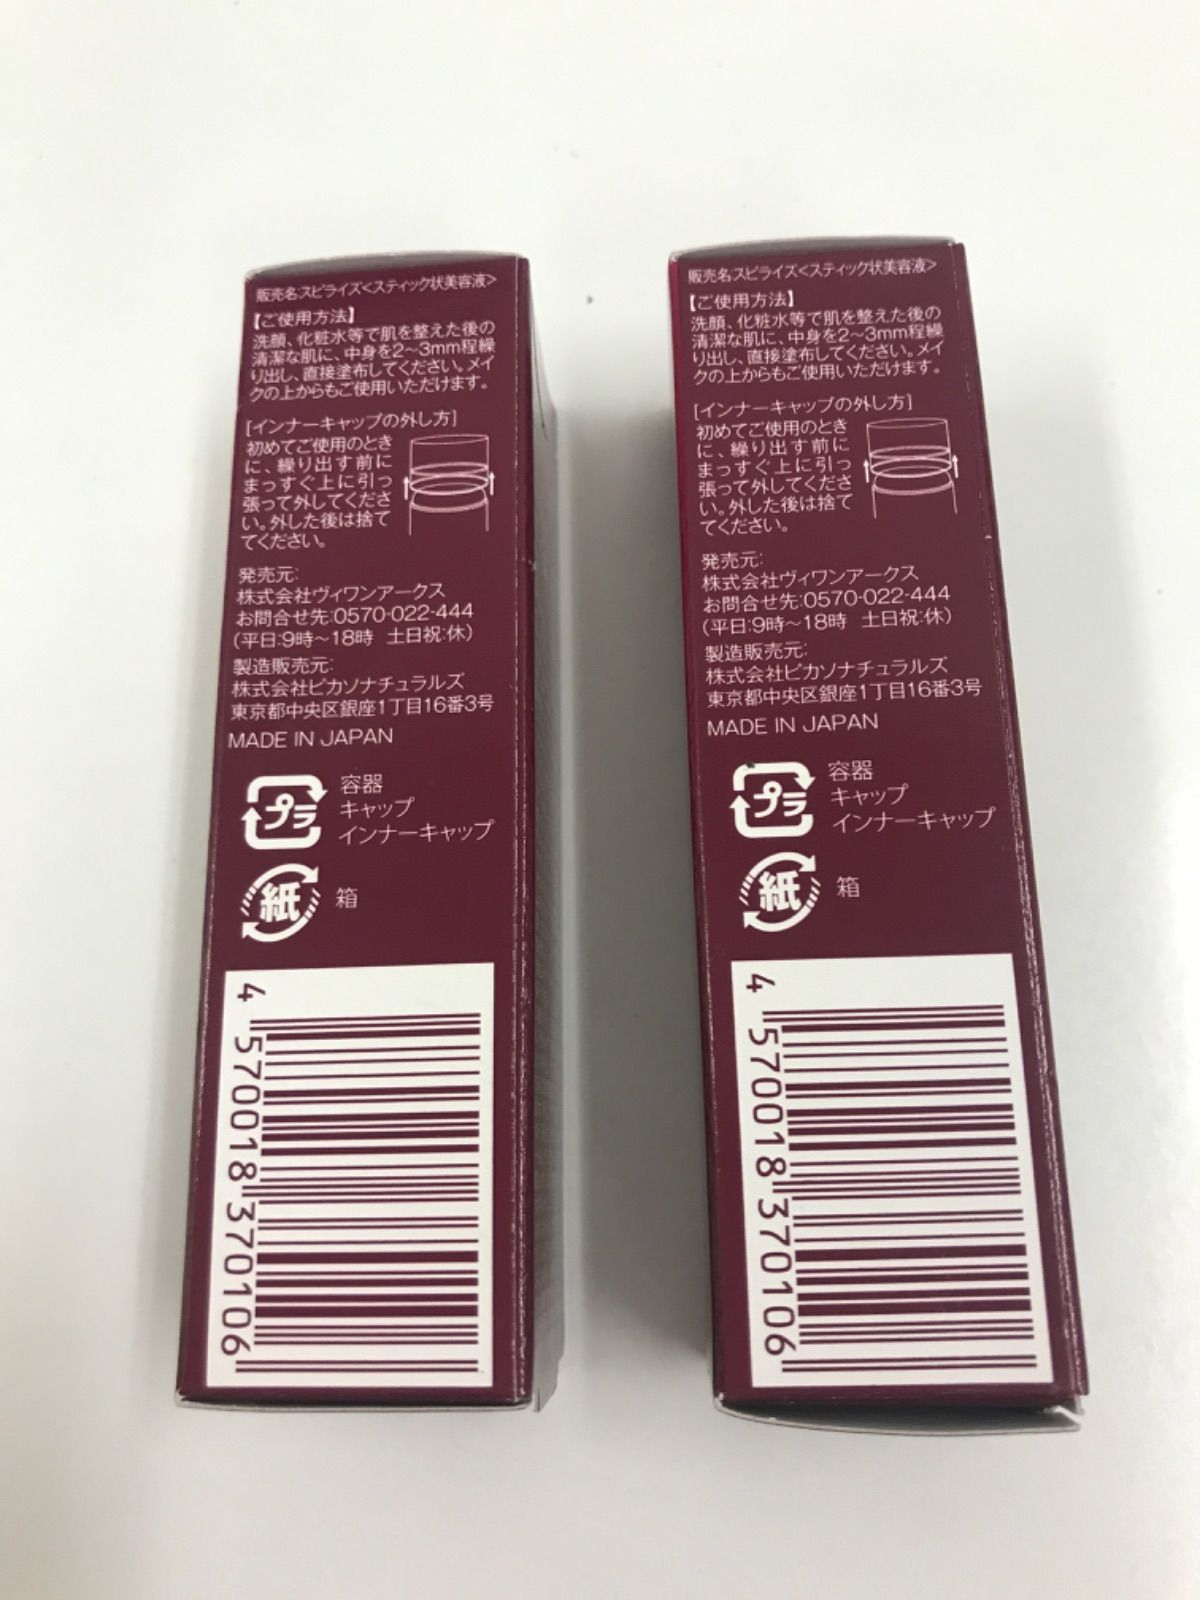 販売名:スピライズ<スティック状美容液>
【ご使用方法】
洗顔、化粧水等で肌を整えた後の
清潔な肌に、中身を2～3mm程繰
り出し、直接塗布してください。メイ
クの上からもご使用いただけます。
[インナーキャップの外し方]
初めてご使用のとき
に、繰り出す前に
まっすぐ上に引っ
張って外してくださ
い。外した後は捨て
てください。
発売元:
株式会社ヴィワンアークス
お問合せ先:0570-022-444
(平日:9時～18時 土日祝:休)
製造販売元:
株式会社ピカソナチュラルズ
東京都中央区銀座1丁目16番3号
MADE IN JAPAN
プラ
容器
キャップ
インナーキャップ
紙
箱
4 570018 370106
販売名:スピライズ<スティック状美容液>
【ご使用方法】
洗顔、化粧水等で肌を整えた後の
清潔な肌に、中身を2～3mm程繰
り出し、直接塗布してください。メイ
クの上からもご使用いただけます。
[インナーキャップの外し方]
初めてご使用のとき
に、繰り出す前に
まっすぐ上に引っ
張って外してくださ
い。外した後は捨て
てください。
発売元:
株式会社ヴィワンアークス
お問合せ先:0570-022-444
(平日:9時～18時 土日祝:休)
製造販売元:
株式会社ピカソナチュラルズ
東京都中央区銀座1丁目16番3号
MADE IN JAPAN
プラ
容器
キャップ
インナーキャップ
紙
箱
4 570018 370106